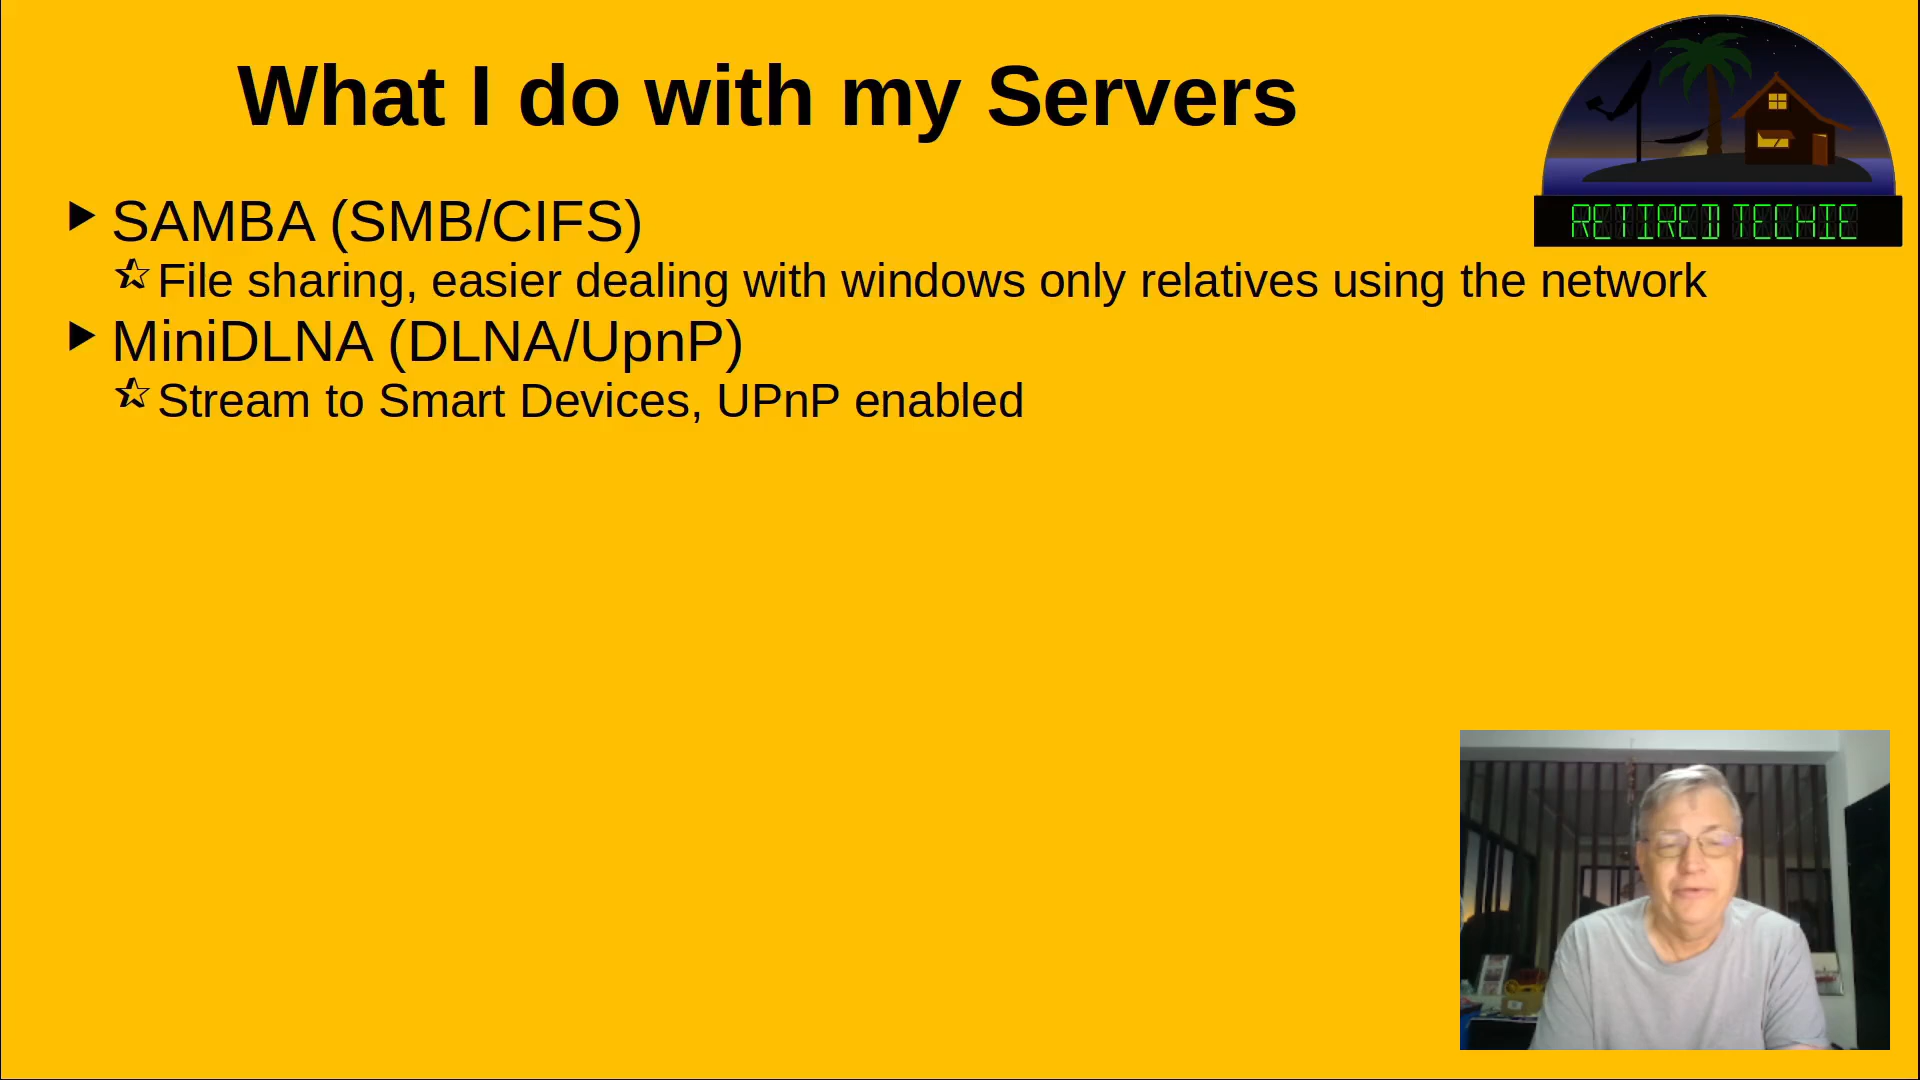 What I do with my Servers
RETIRED TECHIE
SAMBA (SMB/CIFS)
File sharing, easier dealing with windows only relatives using the network
MiniDLNA (DLNA/UpnP)
Stream to Smart Devices, UPnP enabled